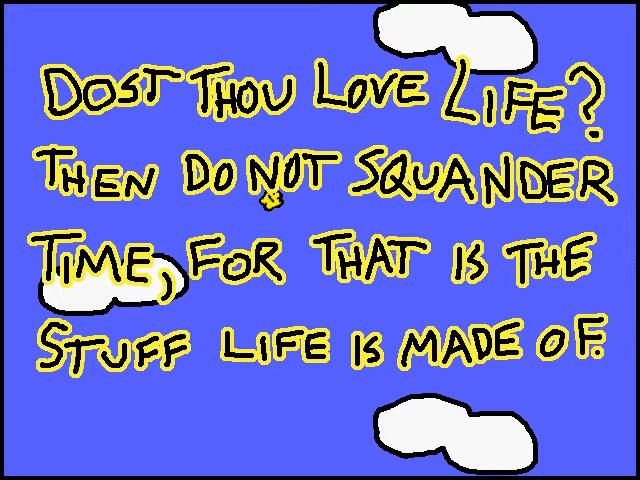 DOST THOU LOVE LIFE?
THEN DO NOT SQUANDER
TIME, FOR THAT IS THE
STUFF LIFE IS MADE OF.